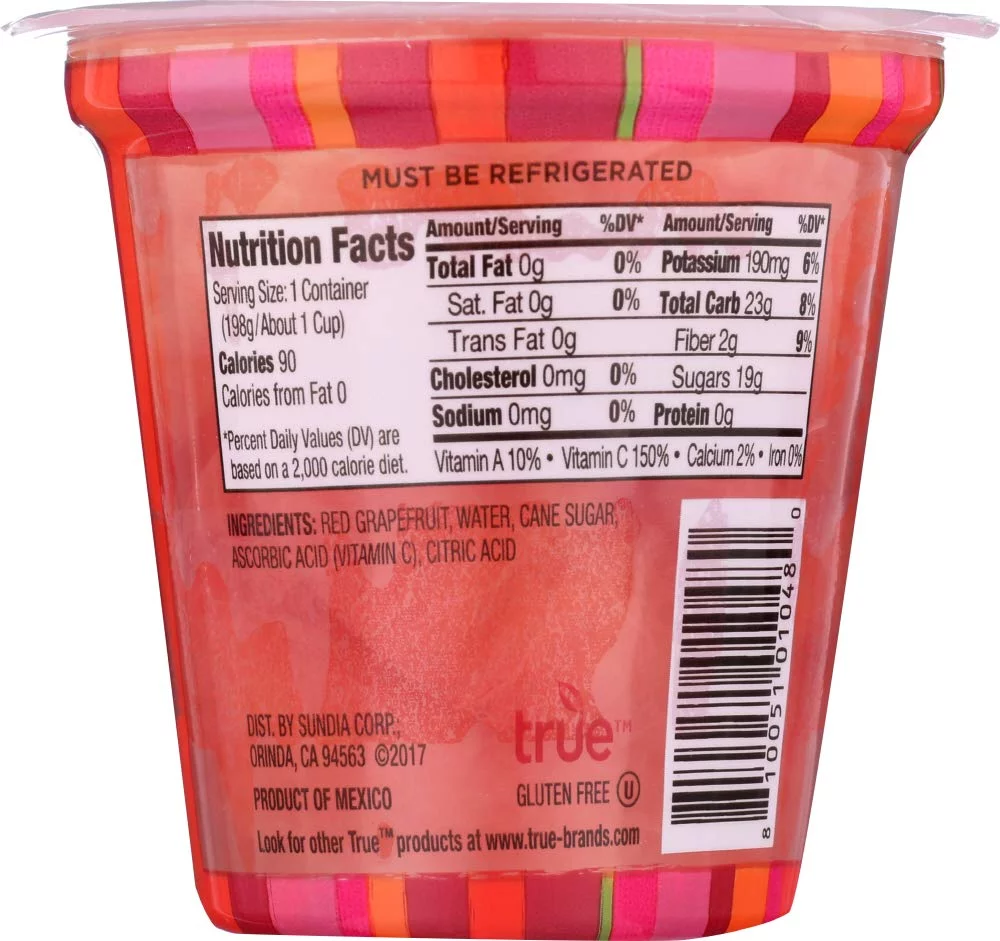 MUST BE REFRIGERATED
Nutrition Facts
Serving Size: 1 Container
(198g/About 1 Cup)
Calories 90
Calories from Fat 0
*Percent Daily Values (DV) are
based on a 2,000 calorie diet.
Amount/Serving %DV* Amount/Serving %DV*
Total Fat 0g 0% Potassium 190mg 6%
Sat. Fat 0g 0% Total Carb 23g 8%
Trans Fat 0g Fiber 2g 9%
Cholesterol 0mg 0% Sugars 19g
Sodium 0mg 0% Protein 0g
Vitamin A 10% • Vitamin C 150% • Calcium 2% • Iron 0%
INGREDIENTS: RED GRAPEFRUIT, WATER, CANE SUGAR,
ASCORBIC ACID (VITAMIN C), CITRIC ACID
8 10051 01048 0
DIST. BY SUNDIA CORP.;
ORINDA, CA 94563 ©2017
PRODUCT OF MEXICO
true™
GLUTEN FREE U
Look for other True™ products at www.true-brands.com